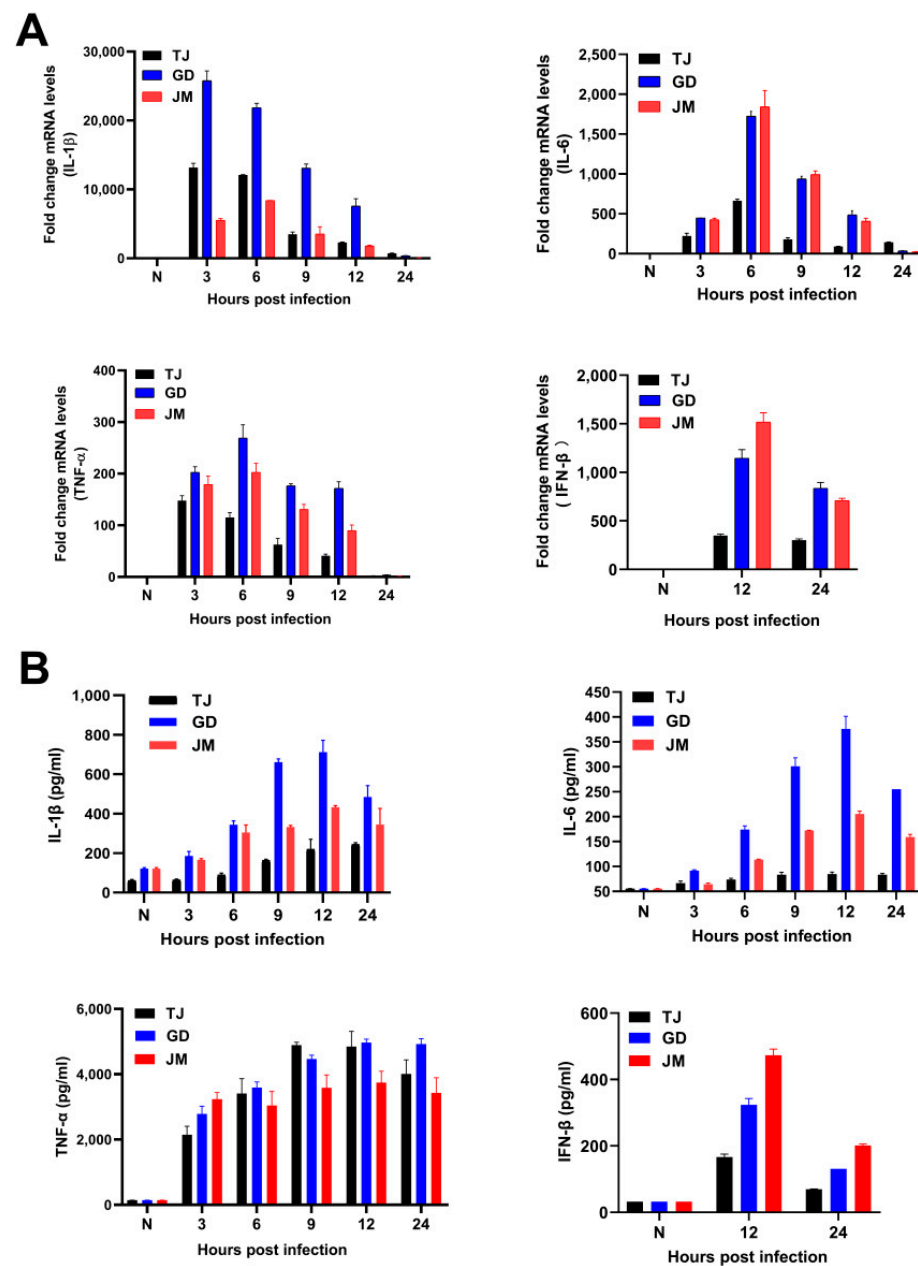 A
Fold change mRNA levels
(IL-1β)
30,000
20,000
10,000
0
TJ
GD
JM
N 3 6 9 12 24
Hours post infection
Fold change mRNA levels
(IL-6)
2,500
2,000
1,500
1,000
500
0
TJ
GD
JM
N 3 6 9 12 24
Hours post infection
Fold change mRNA levels
(TNF-α)
400
300
200
100
0
TJ
GD
JM
N 3 6 9 12 24
Hours post infection
Fold change mRNA levels
( IFN-β )
2,000
1,500
1,000
500
0
TJ
GD
JM
N 12 24
Hours post infection
B
IL-1β (pg/ml)
1,000
800
600
400
200
0
TJ
GD
JM
N 3 6 9 12 24
Hours post infection
IL-6 (pg/ml)
450
400
350
300
250
200
150
100
50
TJ
GD
JM
N 3 6 9 12 24
Hours post infection
TNF-α (pg/ml)
6,000
4,000
2,000
0
TJ
GD
JM
N 3 6 9 12 24
Hours post infection
IFN-β (pg/ml)
600
400
200
0
TJ
GD
JM
N 12 24
Hours post infection